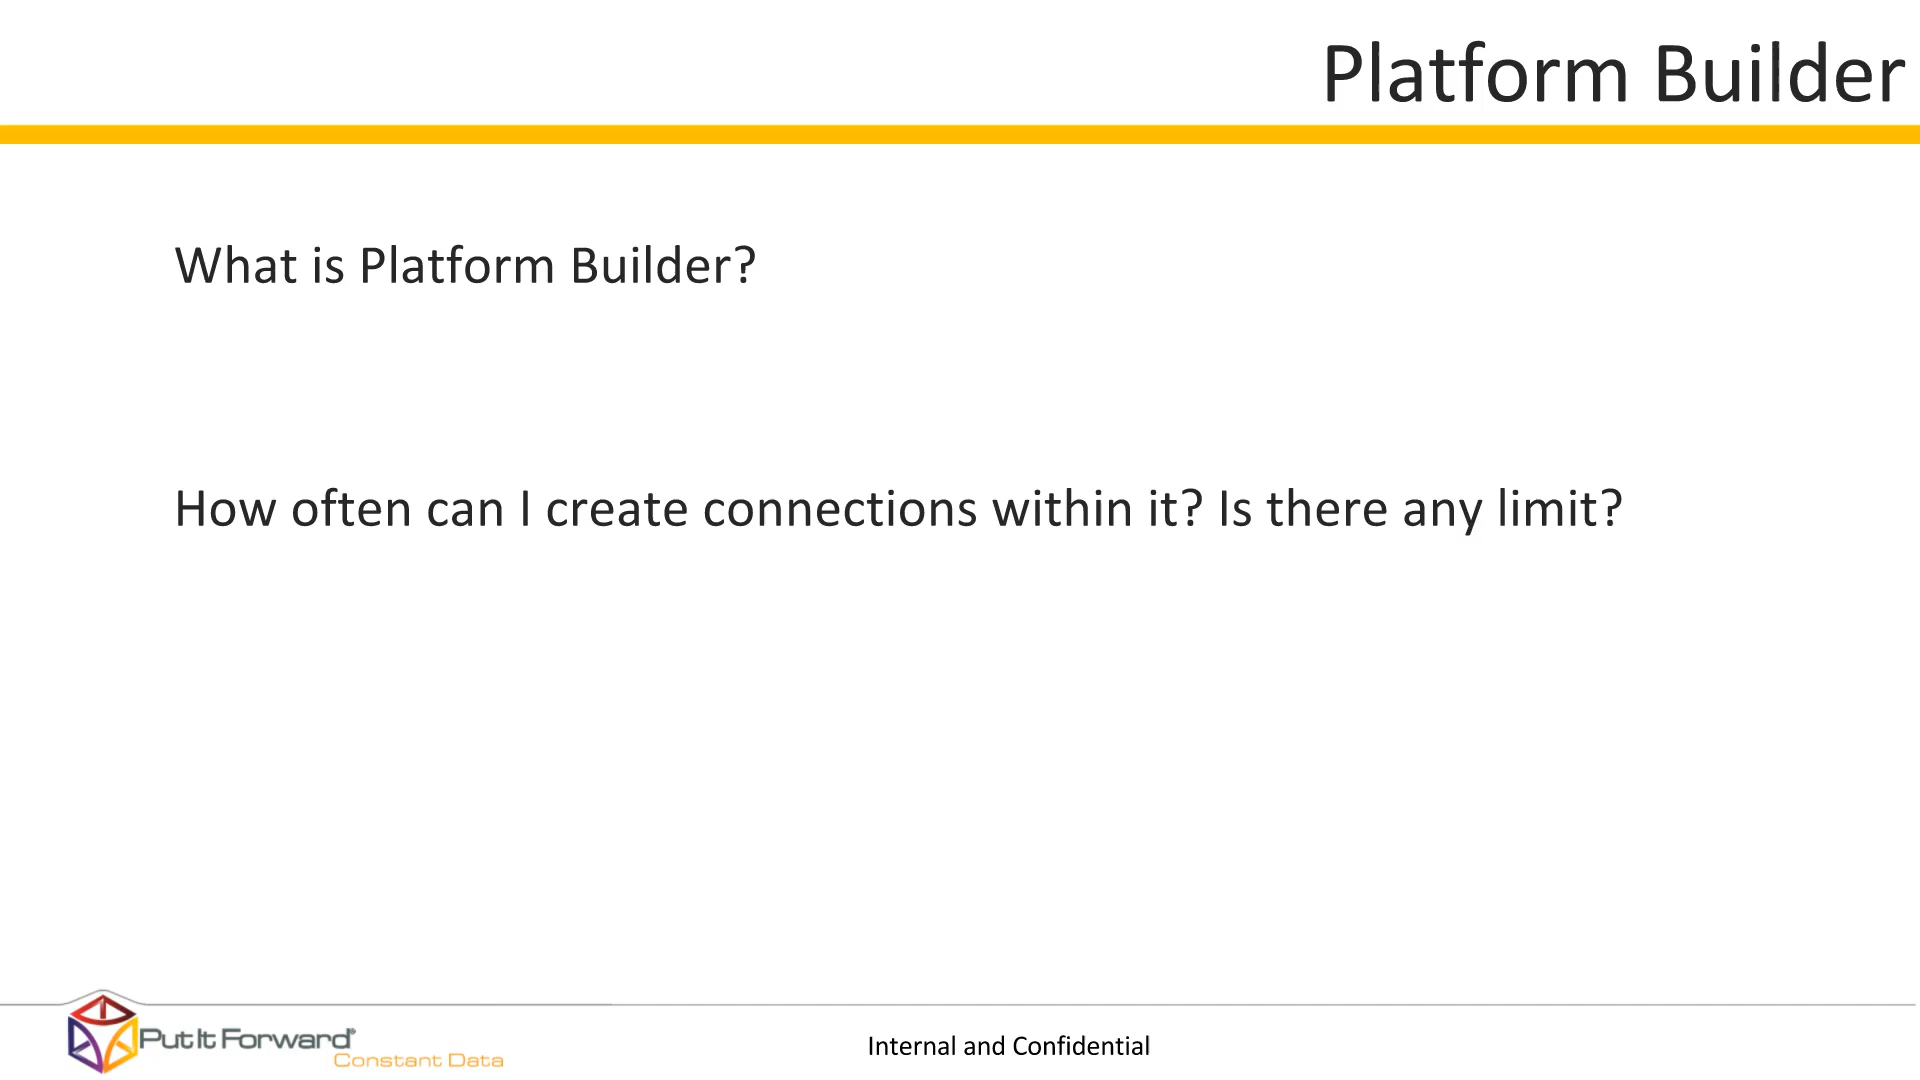 Platform Builder
What is Platform Builder?
How often can I create connections within it? Is there any limit?
Put It Forward®
Constant Data
Internal and Confidential